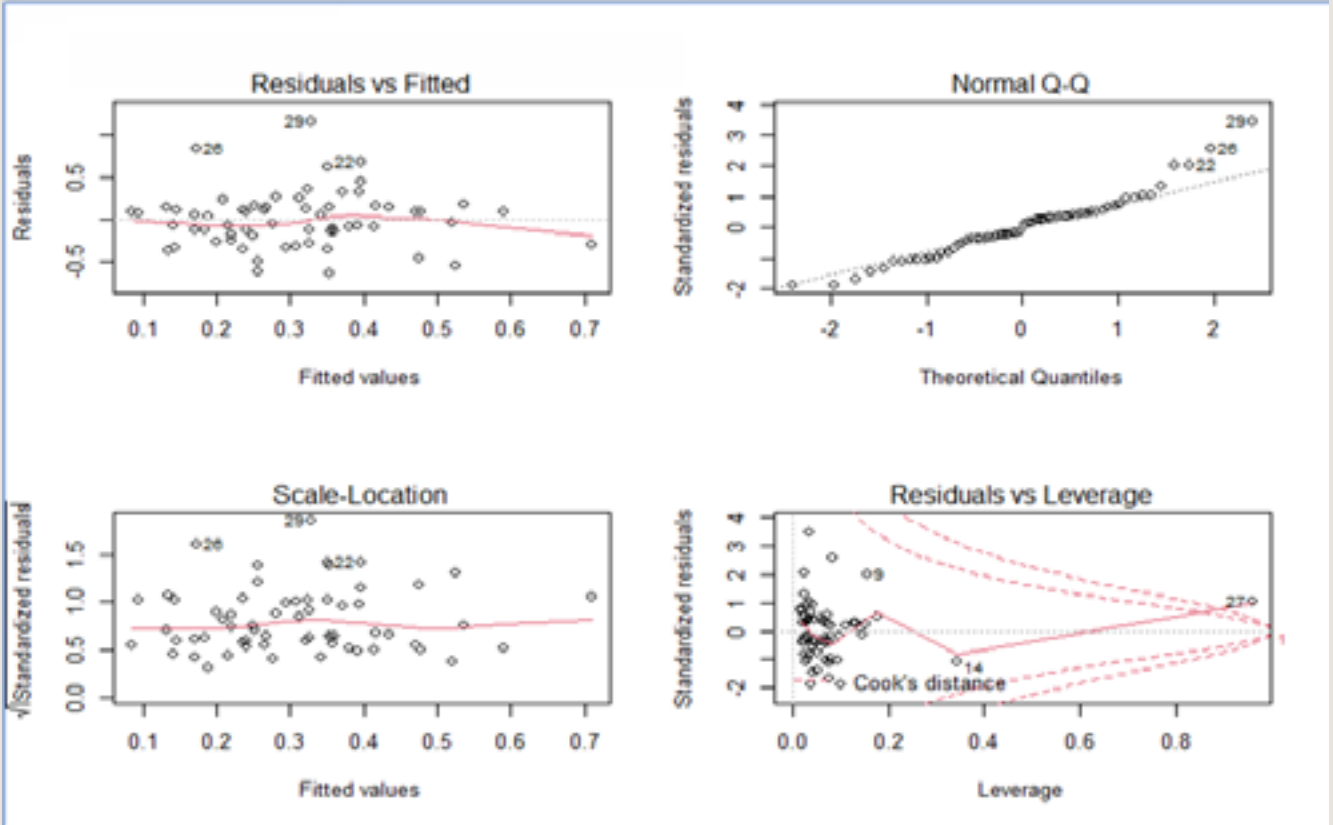 Residuals vs Fitted
Residuals
0.5
-0.5
29
26
22
0.1 0.2 0.3 0.4 0.5 0.6 0.7
Fitted values
Normal Q-Q
Standardized residuals
4
3
2
1
0
-2
29
26
22
-2 -1 0 1 2
Theoretical Quantiles
Scale-Location
√|Standardized residuals|
1.5
1.0
0.5
0.0
29
26
22
0.1 0.2 0.3 0.4 0.5 0.6 0.7
Fitted values
Residuals vs Leverage
Standardized residuals
4
3
2
1
0
-2
9
27
14
Cook's distance
0.0 0.2 0.4 0.6 0.8
Leverage